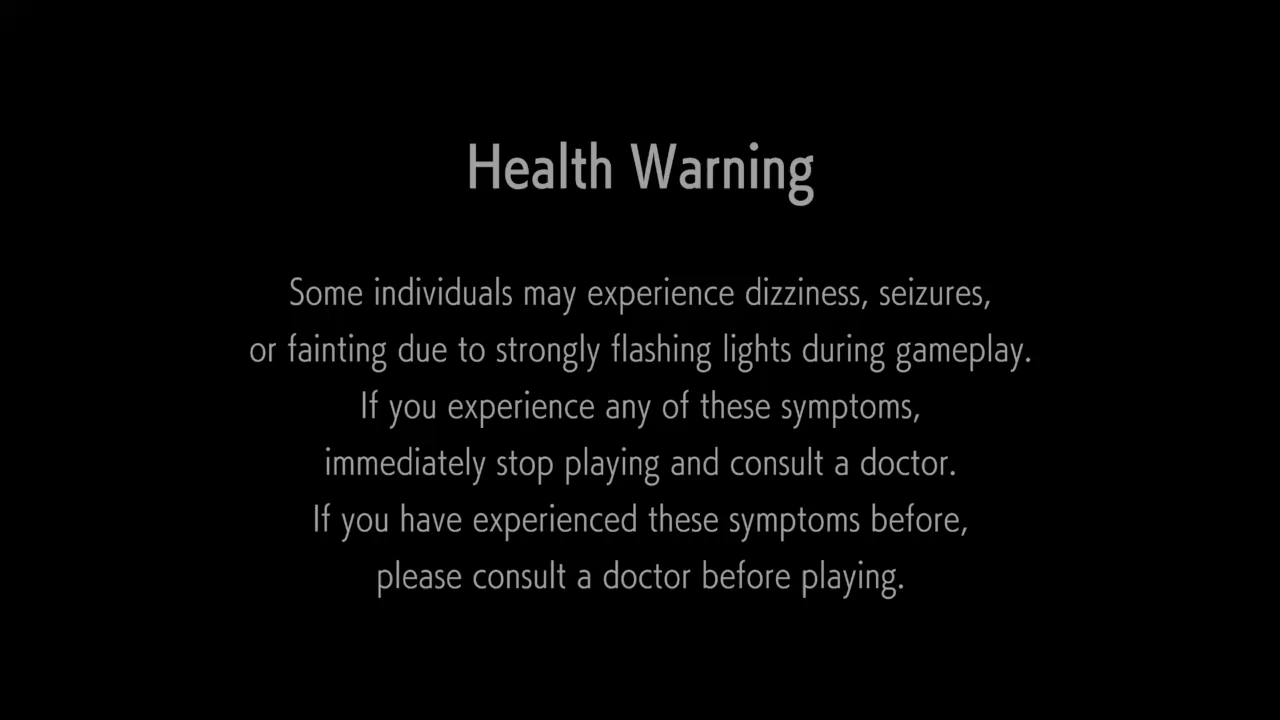 Health Warning
Some individuals may experience dizziness, seizures,
or fainting due to strongly flashing lights during gameplay.
If you experience any of these symptoms,
immediately stop playing and consult a doctor.
If you have experienced these symptoms before,
please consult a doctor before playing.